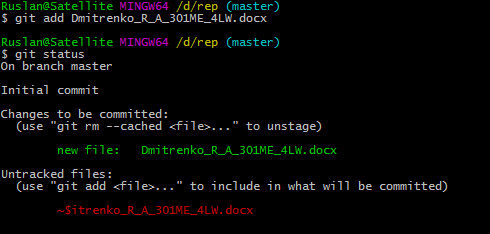 Ruslan@Satellite MINGW64 /d/rep (master)
$ git add Dmitrenko_R_A_301ME_4LW.docx
Ruslan@Satellite MINGW64 /d/rep (master)
$ git status
On branch master
Initial commit
Changes to be committed:
(use "git rm --cached <file>..." to unstage)
new file: Dmitrenko_R_A_301ME_4LW.docx
Untracked files:
(use "git add <file>..." to include in what will be committed)
~$itrenko_R_A_301ME_4LW.docx